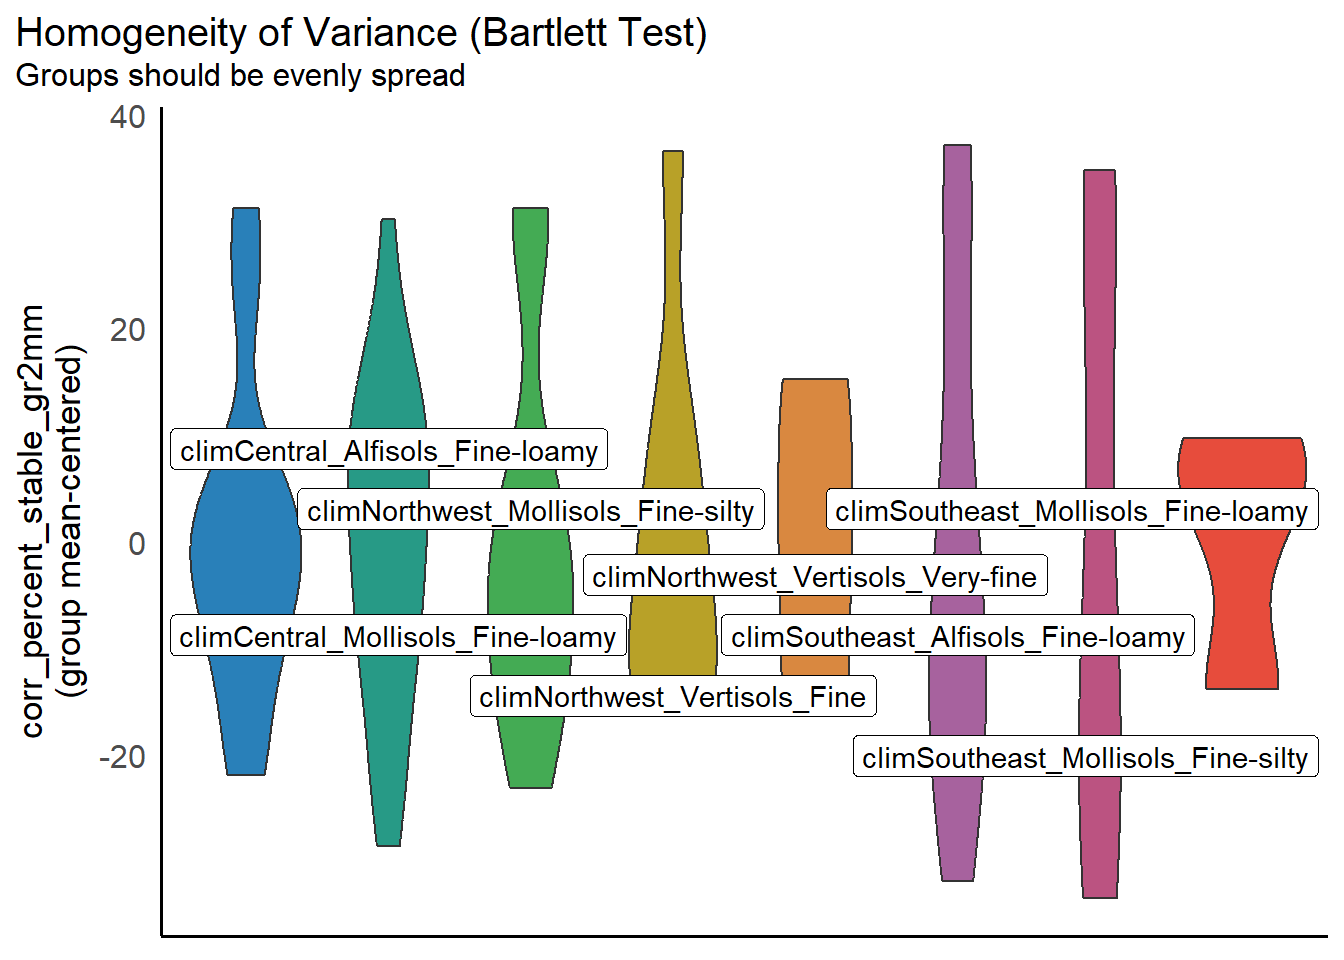 Homogeneity of Variance (Bartlett Test)
Groups should be evenly spread
40
20
0
-20
corr_percent_stable_gr2mm
(group mean-centered)
climCentral_Alfisols_Fine-loamy
climNorthwest_Mollisols_Fine-silty
climSoutheast_Mollisols_Fine-loamy
climNorthwest_Vertisols_Very-fine
climCentral_Mollisols_Fine-loamy
climSoutheast_Alfisols_Fine-loamy
climNorthwest_Vertisols_Fine
climSoutheast_Mollisols_Fine-silty